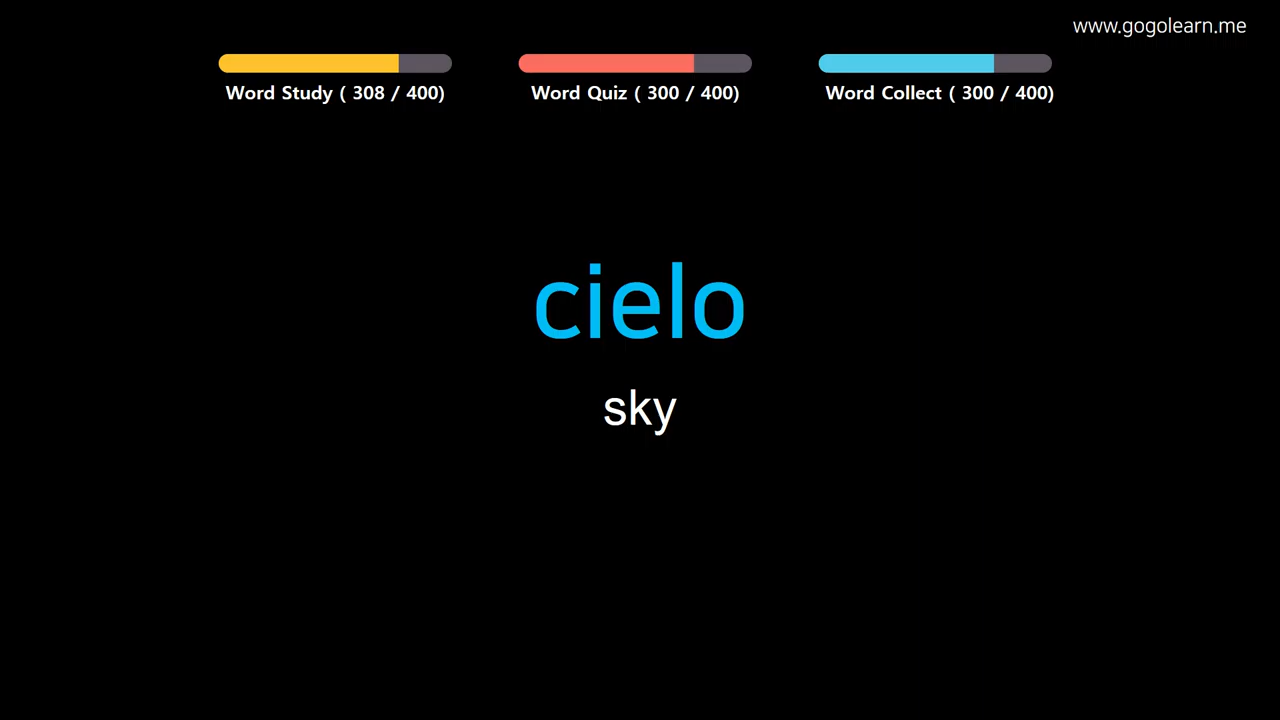 www.gogolearn.me
Word Study ( 308 / 400)
Word Quiz ( 300 / 400)
Word Collect ( 300 / 400)
cielo
sky